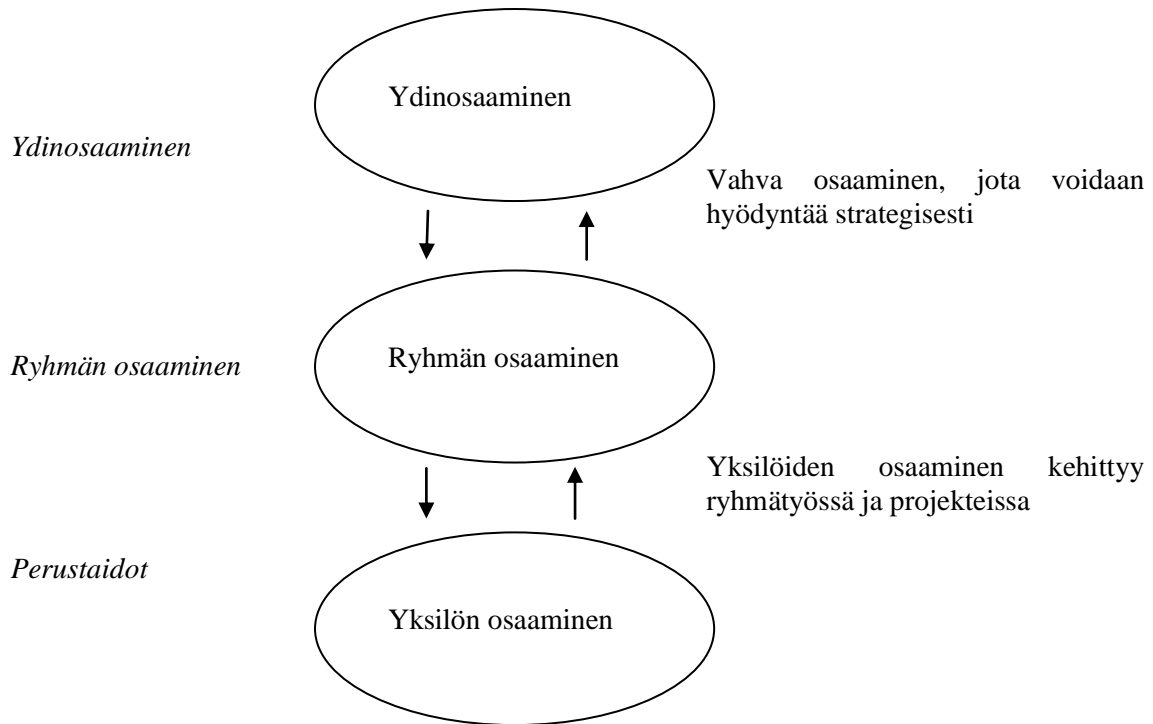 Ydinosaaminen
Ydinosaaminen
Vahva osaaminen, jota voidaan
hyödyntää strategisesti
Ryhmän osaaminen
Ryhmän osaaminen
Yksilöiden osaaminen kehittyy
ryhmätyössä ja projekteissa
Perustaidot
Yksilön osaaminen